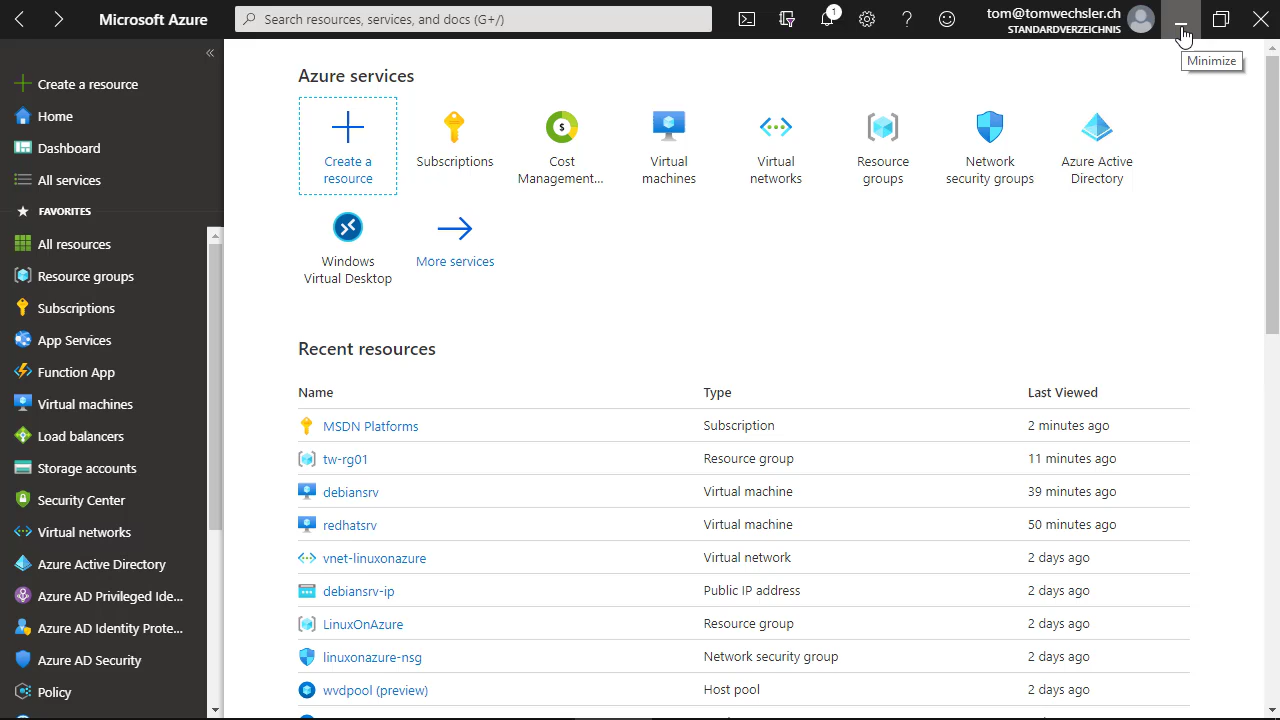 Microsoft Azure
Search resources, services, and docs (G+/)
1
tom@tomwechsler.ch
STANDARDVERZEICHNIS
Minimize
Create a resource
Home
Dashboard
All services
FAVORITES
All resources
Resource groups
Subscriptions
App Services
Function App
Virtual machines
Load balancers
Storage accounts
Security Center
Virtual networks
Azure Active Directory
Azure AD Privileged Ide...
Azure AD Identity Prote...
Azure AD Security
Policy
Azure services
Create a
resource
Subscriptions
Cost
Management...
Virtual
machines
Virtual
networks
Resource
groups
Network
security groups
Azure Active
Directory
Windows
Virtual Desktop
More services
Recent resources
Name Type Last Viewed
MSDN Platforms Subscription 2 minutes ago
tw-rg01 Resource group 11 minutes ago
debiansrv Virtual machine 39 minutes ago
redhatsrv Virtual machine 50 minutes ago
vnet-linuxonazure Virtual network 2 days ago
debiansrv-ip Public IP address 2 days ago
LinuxOnAzure Resource group 2 days ago
linuxonazure-nsg Network security group 2 days ago
wvdpool (preview) Host pool 2 days ago